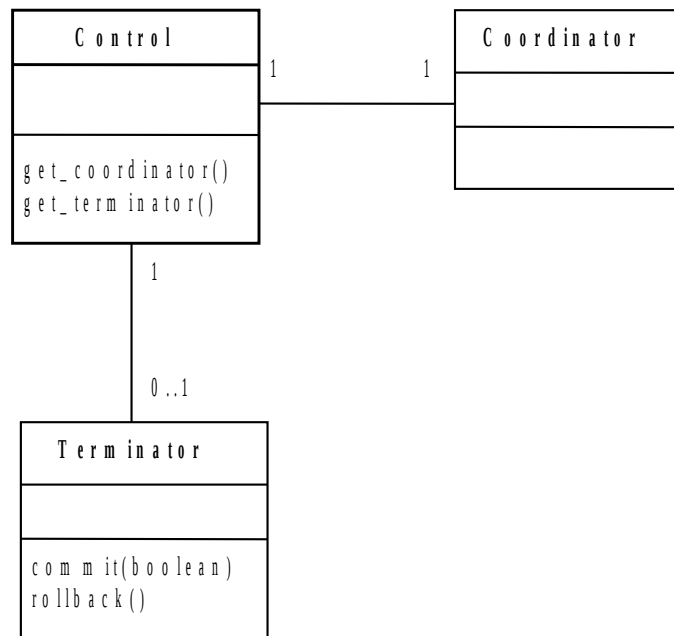 Control
Coordinator
1
1
get_coordinator()
get_terminator()
1
0..1
Terminator
commit(boolean)
rollback()